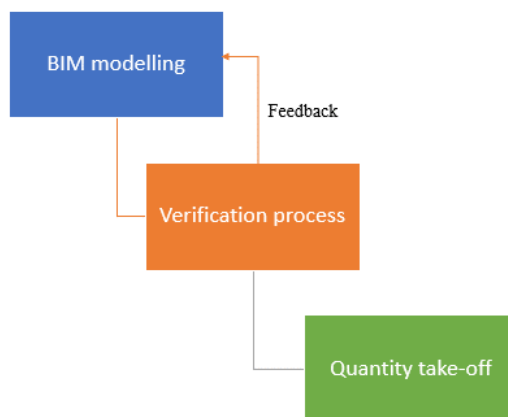 BIM modelling
Feedback
Verification process
Quantity take-off